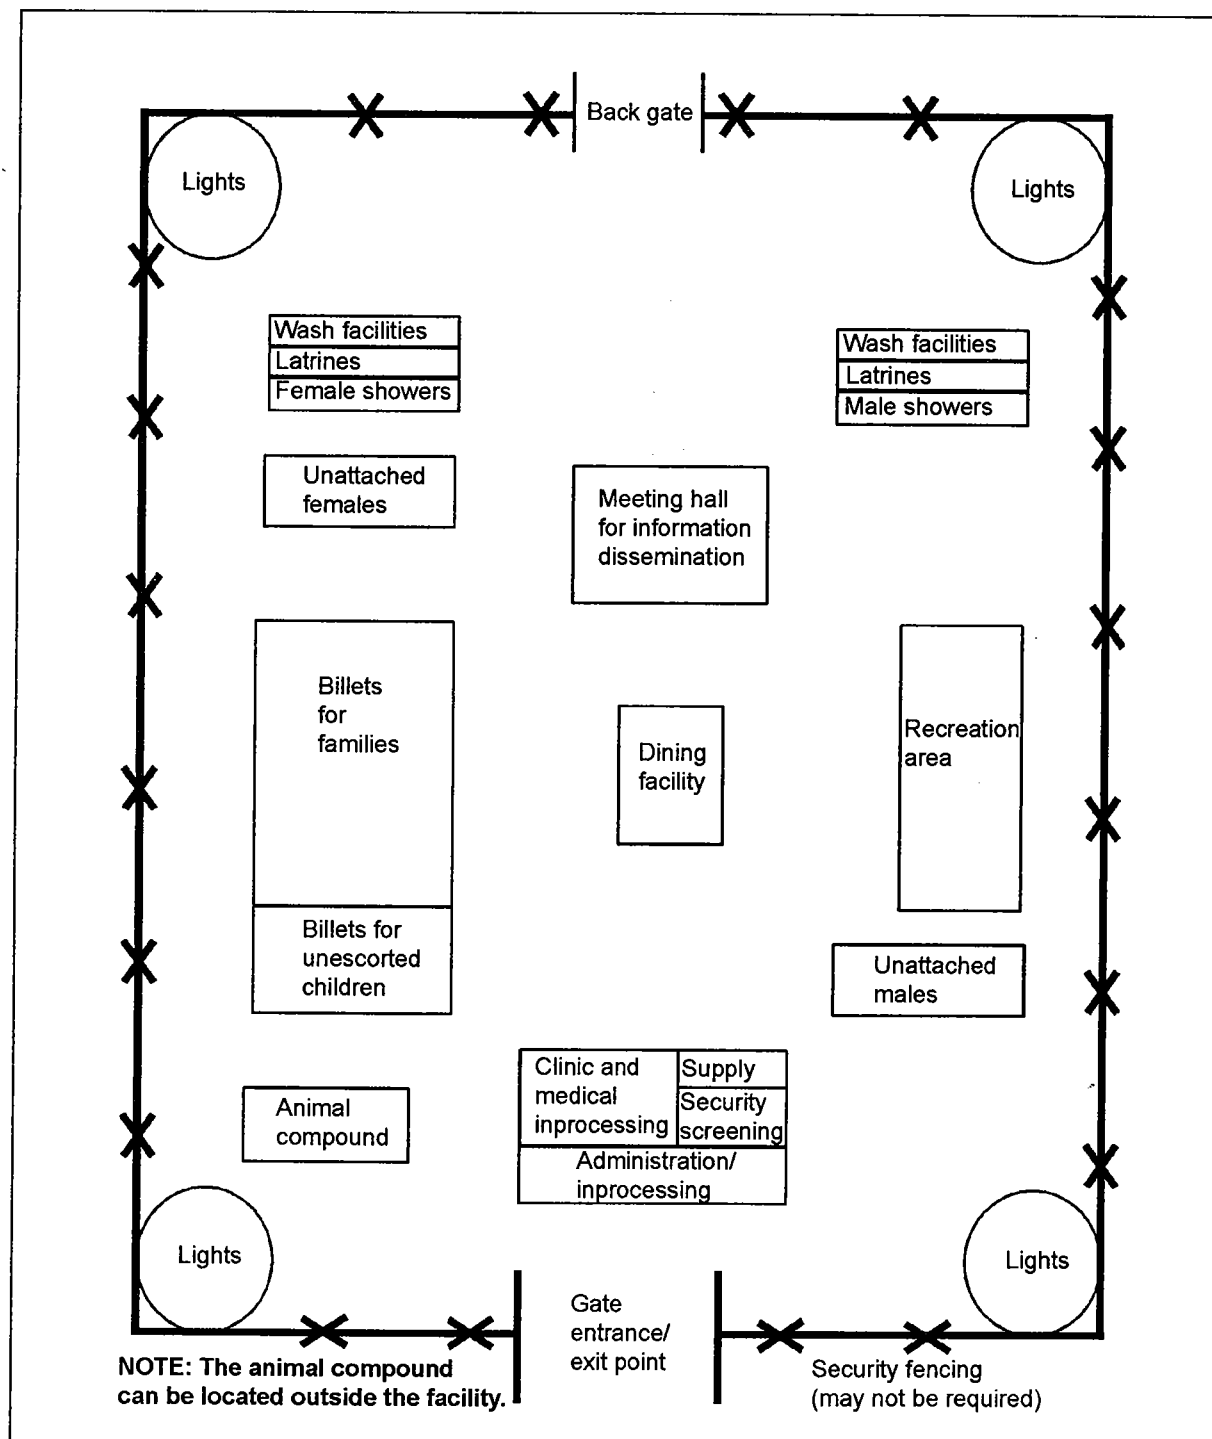 Back gate
Lights
Lights
Wash facilities
Latrines
Female showers
Wash facilities
Latrines
Male showers
Unattached
females
Meeting hall
for information
dissemination
Billets
for
families
Dining
facility
Recreation
area
Billets for
unescorted
children
Unattached
males
Clinic and
medical
inprocessing
Supply
Security
screening
Administration/
inprocessing
Animal
compound
Lights
Lights
Gate
entrance/
exit point
NOTE: The animal compound
can be located outside the facility.
Security fencing
(may not be required)